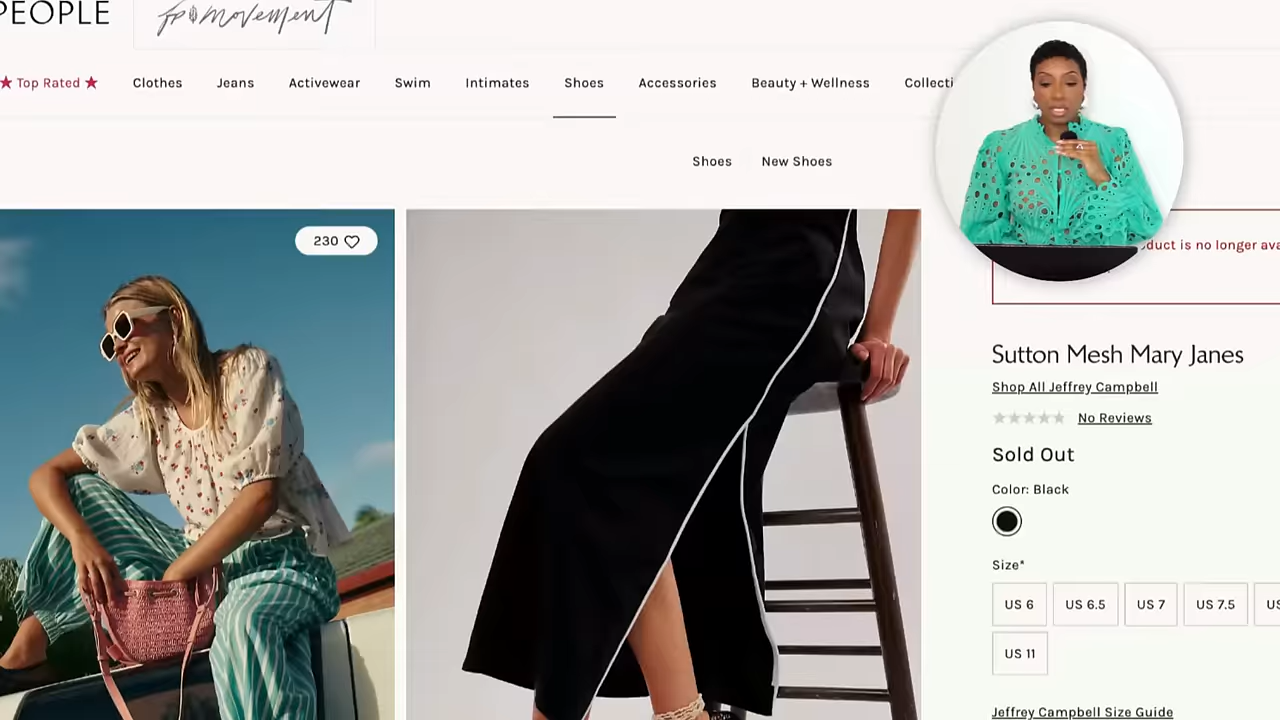 PEOPLE
fp movement
★ Top Rated ★ Clothes Jeans Activewear Swim Intimates Shoes Accessories Beauty + Wellness Collecti
Shoes New Shoes
230
duct is no longer ava
Sutton Mesh Mary Janes
Shop All Jeffrey Campbell
No Reviews
Sold Out
Color: Black
Size*
US 6 US 6.5 US 7 US 7.5 US
US 11
Jeffrey Campbell Size Guide